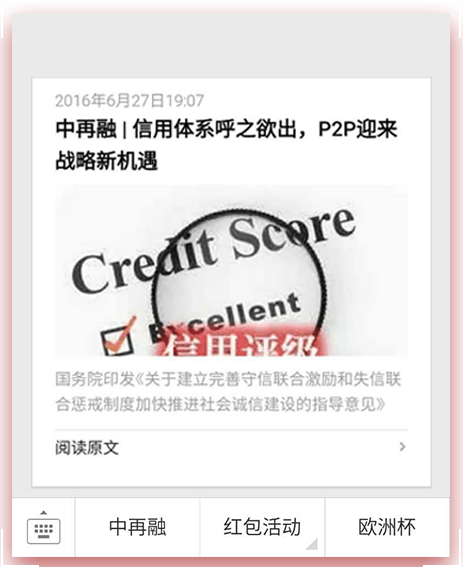 2016年6月27日19:07
中再融 | 信用体系呼之欲出，P2P迎来
战略新机遇
Credit Score
Excellent
信用评级
国务院印发《关于建立完善守信联合激励和失信联
合惩戒制度加快推进社会诚信建设的指导意见》
阅读原文
中再融
红包活动
欧洲杯